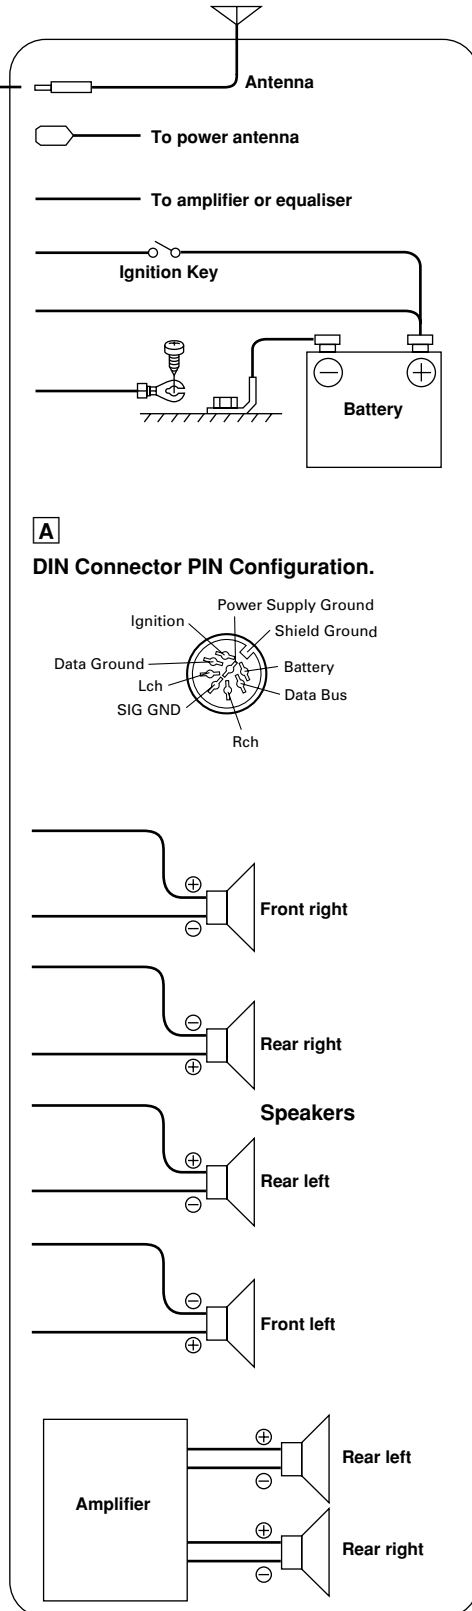 Antenna
To power antenna
To amplifier or equaliser
Ignition Key
⊖
⊕
Battery
A
DIN Connector PIN Configuration.
Power Supply Ground
Ignition
Shield Ground
Data Ground
Battery
Lch
Data Bus
SIG GND
Rch
⊕
Front right
⊖
⊖
Rear right
⊕
Speakers
⊕
Rear left
⊖
⊖
Front left
⊕
⊕
Rear left
⊖
Amplifier
⊕
Rear right
⊖